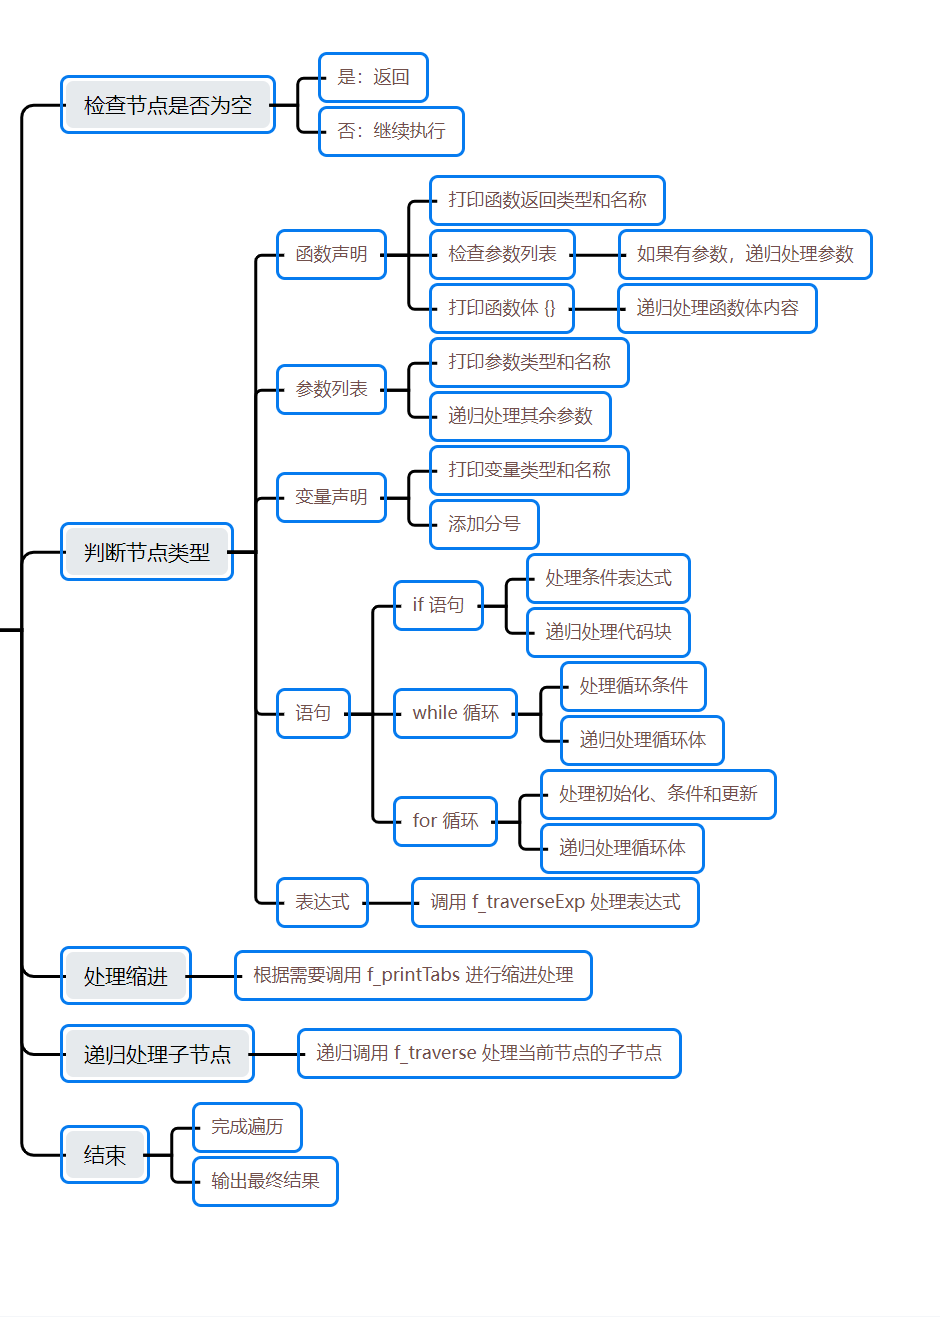 检查节点是否为空
是：返回
否：继续执行
判断节点类型
函数声明
打印函数返回类型和名称
检查参数列表
如果有参数，递归处理参数
打印函数体 {}
递归处理函数体内容
参数列表
打印参数类型和名称
递归处理其余参数
变量声明
打印变量类型和名称
添加分号
语句
if 语句
处理条件表达式
递归处理代码块
while 循环
处理循环条件
递归处理循环体
for 循环
处理初始化、条件和更新
递归处理循环体
表达式
调用 f_traverseExp 处理表达式
处理缩进
根据需要调用 f_printTabs 进行缩进处理
递归处理子节点
递归调用 f_traverse 处理当前节点的子节点
结束
完成遍历
输出最终结果